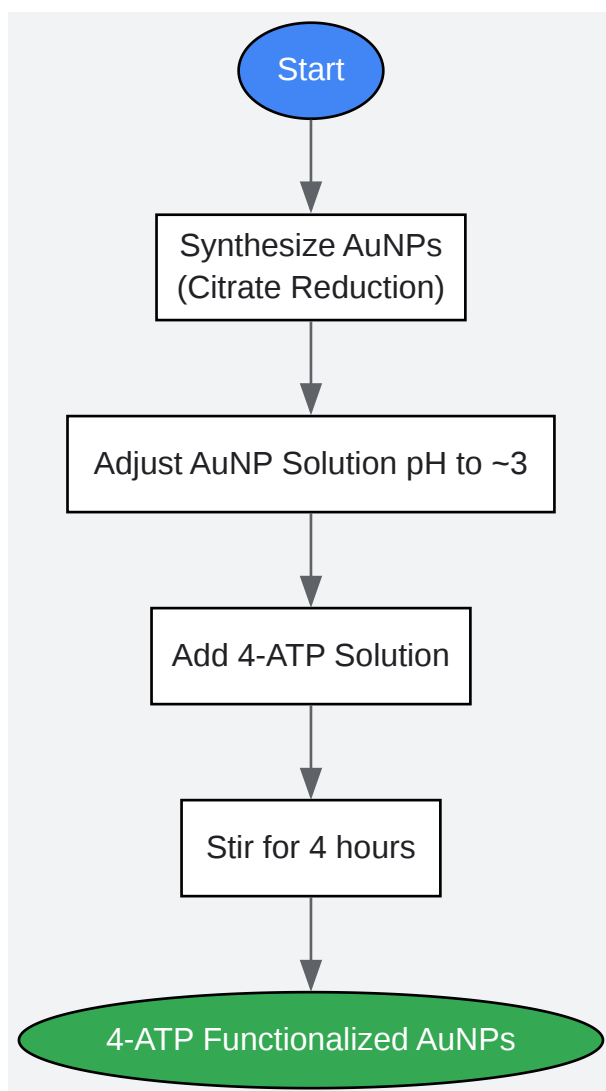 Start
Synthesize AuNPs
(Citrate Reduction)
Adjust AuNP Solution pH to ~3
Add 4-ATP Solution
Stir for 4 hours
4-ATP Functionalized AuNPs